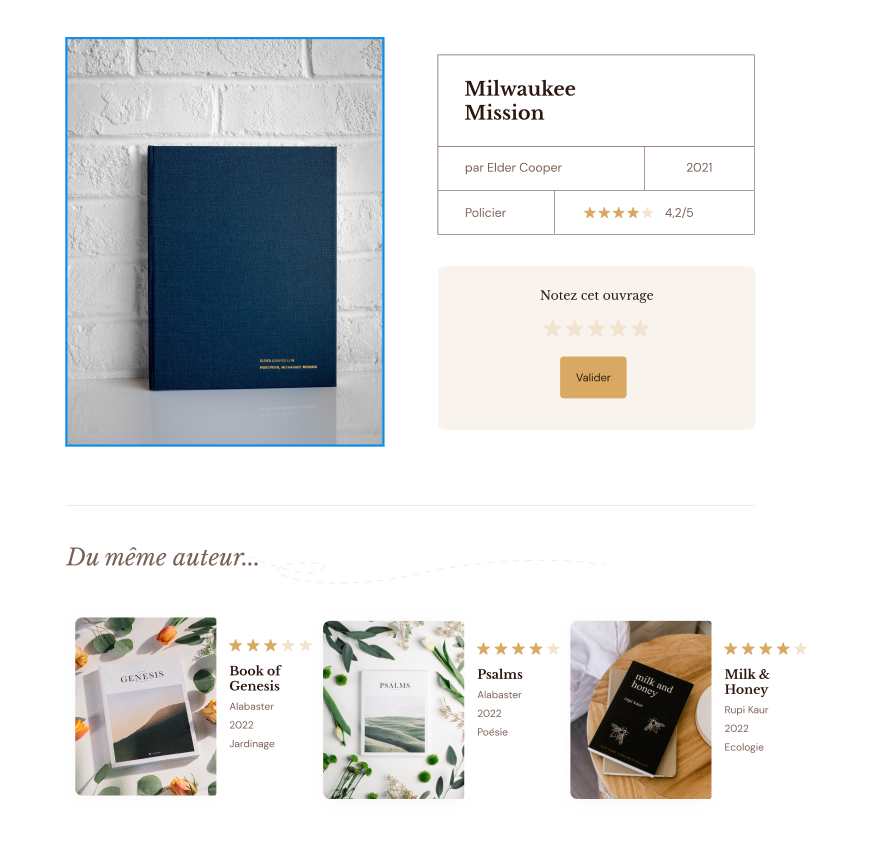 Milwaukee
Mission
par Elder Cooper
2021
Policier
4,2/5
Notez cet ouvrage
Valider
Du même auteur...
GENESIS
Book of
Genesis
Alabaster
2022
Jardinage
PSALMS
Psalms
Alabaster
2022
Poésie
milk and
honey
rupi kaur
Milk &
Honey
Rupi Kaur
2022
Ecologie